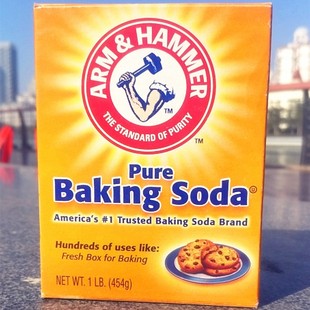 ARM & HAMMER
TM
THE STANDARD OF PURITY
TM
Pure
Baking Soda®
America's #1 Trusted Baking Soda Brand
Hundreds of uses like:
Fresh Box for Baking
NET WT. 1 LB. (454g)